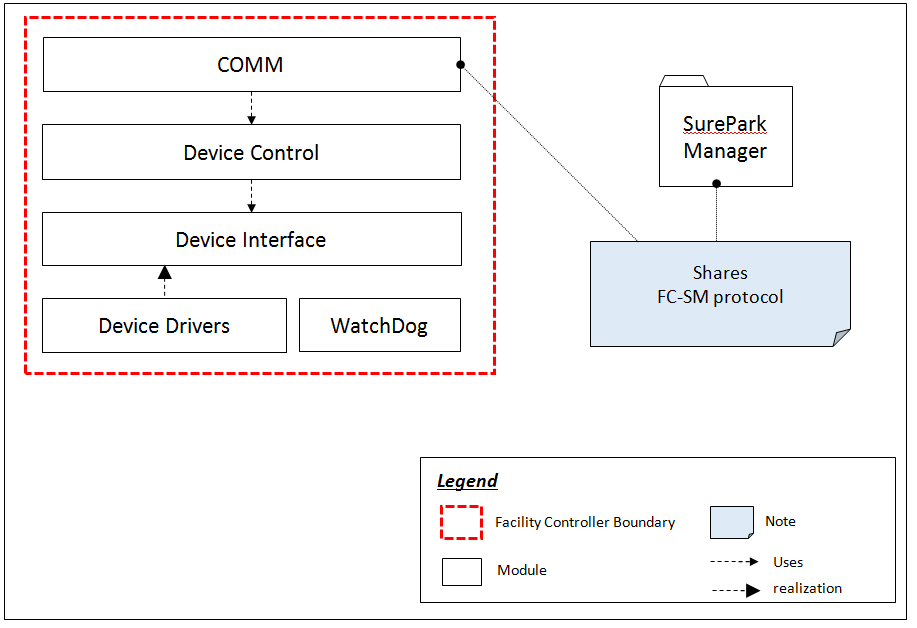 COMM
Device Control
Device Interface
Device Drivers
WatchDog
SurePark
Manager
Shares
FC-SM protocol
Legend
Facility Controller Boundary
Note
Module
Uses
realization